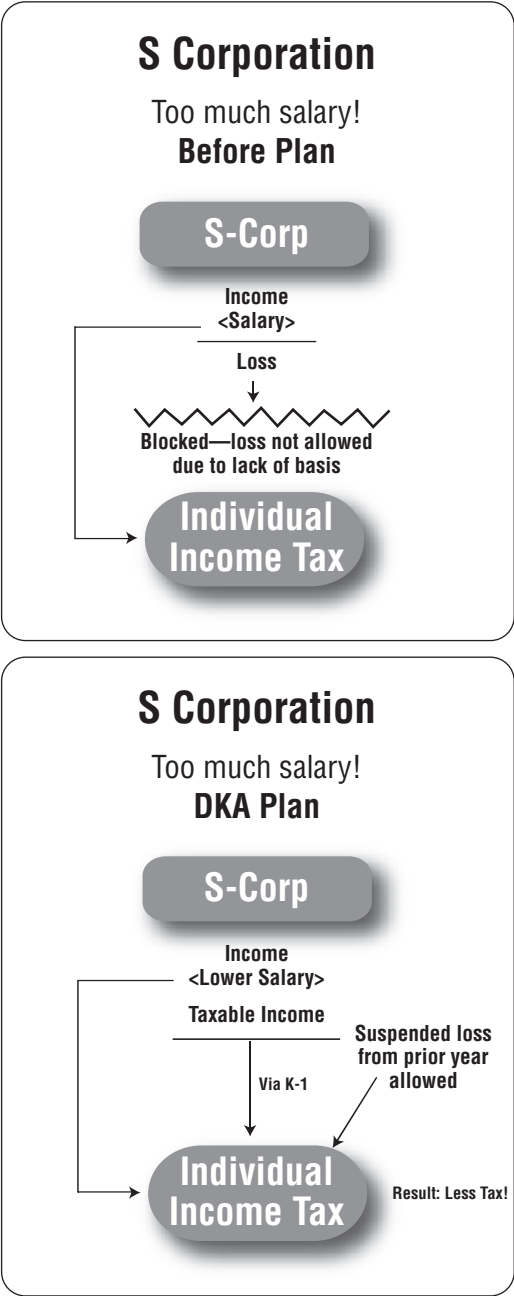 S Corporation
Too much salary!
Before Plan
S-Corp
Income
<Salary>
Loss
Blocked—loss not allowed
due to lack of basis
Individual
Income Tax
S Corporation
Too much salary!
DKA Plan
S-Corp
Income
<Lower Salary>
Taxable Income
Suspended loss
from prior year
allowed
Via K-1
Individual
Income Tax
Result: Less Tax!